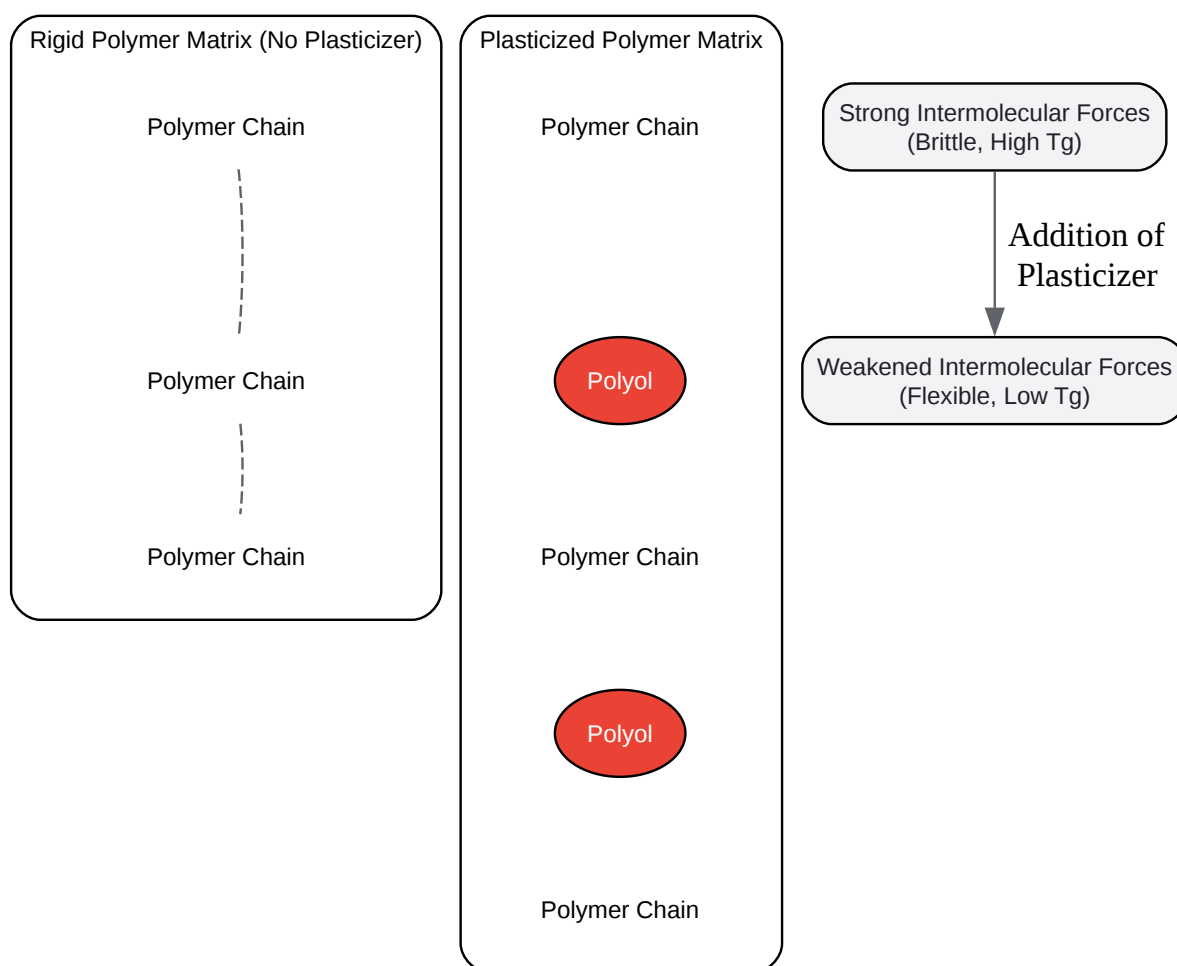 Rigid Polymer Matrix (No Plasticizer)
Polymer Chain
Polymer Chain
Polymer Chain
Plasticized Polymer Matrix
Polymer Chain
Polyol
Polymer Chain
Polyol
Polymer Chain
Strong Intermolecular Forces
(Brittle, High Tg)
Addition of
Plasticizer
Weakened Intermolecular Forces
(Flexible, Low Tg)